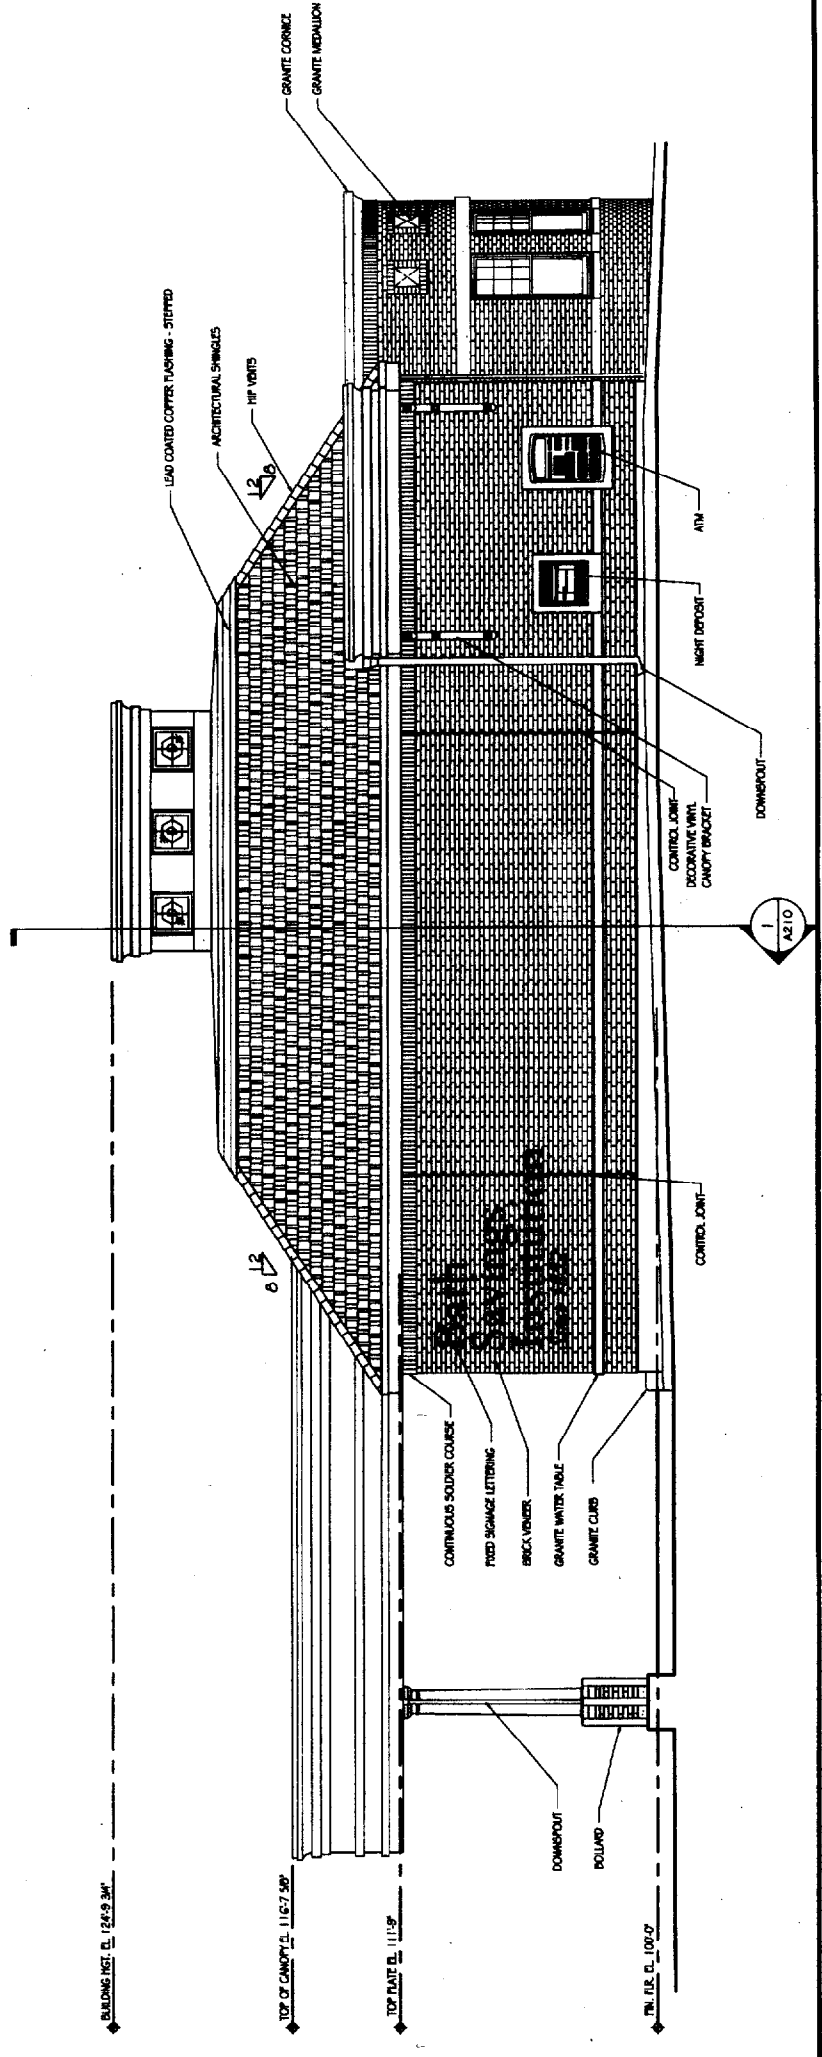 BUILDING HGT. EL. 124'-9 3/4"
TOP OF CANOPY EL. 116'-7 5/8"
TOP PLATE EL. 111'-8"
FIN. FLR. EL. 100'-0"
DOWNSPOUT
BOLLARD
CONTINUOUS SOLDIER COURSE
FIXED SIGNAGE LETTERING
BRICK VENEER
GRANITE WATER TABLE
GRANITE CURB
12
8
Bath
Savings
Institution
CONTROL JOINT
1
A210
CONTROL JOINT
DECORATIVE VINYL
CANOPY BRACKET
DOWNSPOUT
NIGHT DEPOSIT
ATM
LEAD COATED COPPER FLASHING - STEPPED
ARCHITECTURAL SHINGLES
HIP VENTS
12
8
GRANITE CORNICE
GRANITE MEDALLION